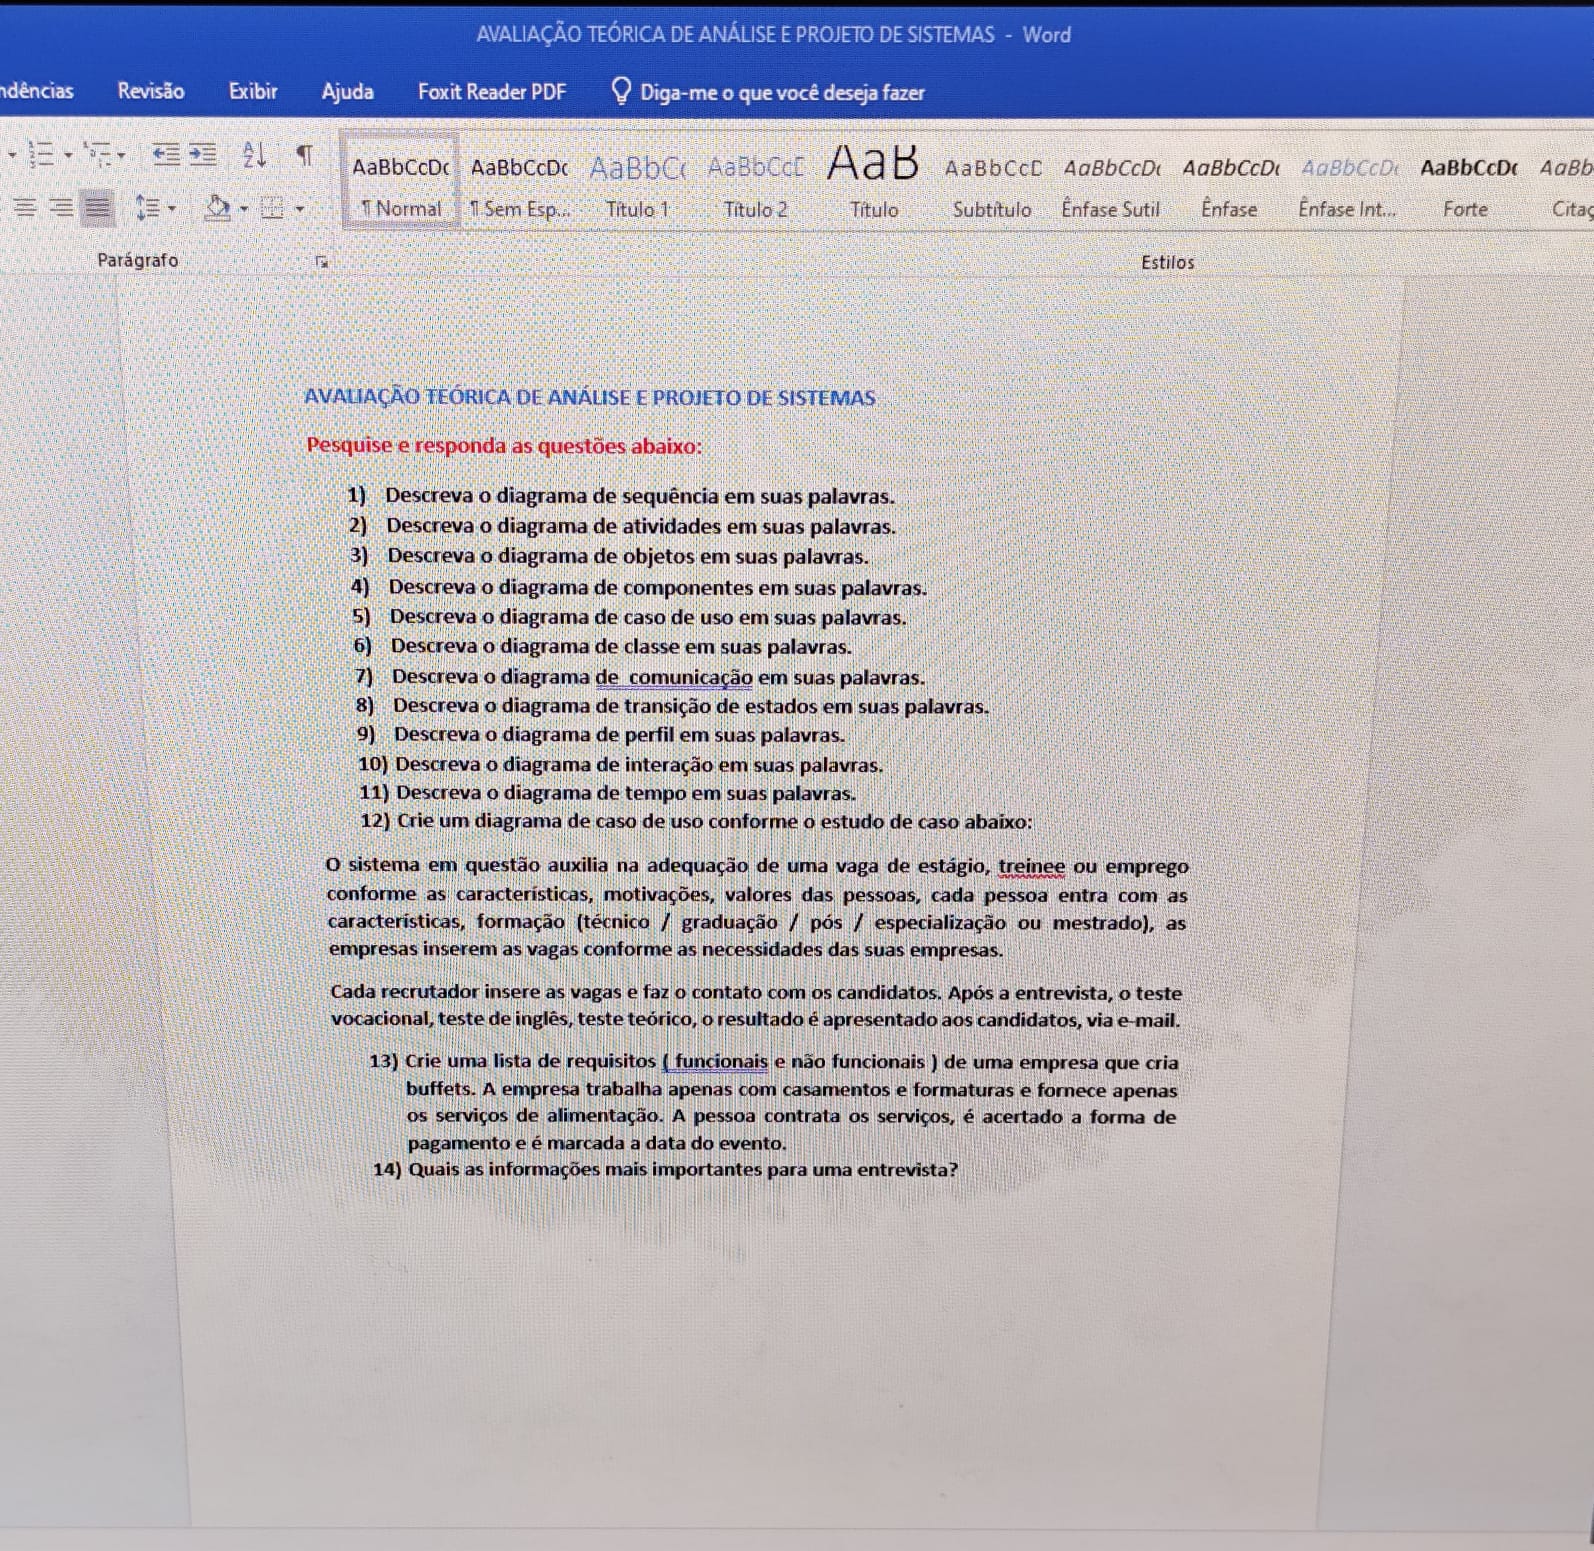 AVALIAÇÃO TEÓRICA DE ANÁLISE E PROJETO DE SISTEMAS - Word
ndências Revisão Exibir Ajuda Foxit Reader PDF Diga-me o que você deseja fazer
AaBbCcDc AaBbCcDc AaBbCc AaBbCcD AaB AaBbCcD AaBbCcDc AaBbCcDc AaBbCcDc AaBbCcDc AaBb
¶ Normal ¶ Sem Esp... Título 1 Título 2 Título Subtítulo Ênfase Sutil Ênfase Ênfase Int... Forte Citaç
Parágrafo Estilos
AVALIAÇÃO TEÓRICA DE ANÁLISE E PROJETO DE SISTEMAS
Pesquise e responda as questões abaixo:
1) Descreva o diagrama de sequência em suas palavras.
2) Descreva o diagrama de atividades em suas palavras.
3) Descreva o diagrama de objetos em suas palavras.
4) Descreva o diagrama de componentes em suas palavras.
5) Descreva o diagrama de caso de uso em suas palavras.
6) Descreva o diagrama de classe em suas palavras.
7) Descreva o diagrama de comunicação em suas palavras.
8) Descreva o diagrama de transição de estados em suas palavras.
9) Descreva o diagrama de perfil em suas palavras.
10) Descreva o diagrama de interação em suas palavras.
11) Descreva o diagrama de tempo em suas palavras.
12) Crie um diagrama de caso de uso conforme o estudo de caso abaixo:
O sistema em questão auxilia na adequação de uma vaga de estágio, treinee ou emprego
conforme as características, motivações, valores das pessoas, cada pessoa entra com as
características, formação (técnico / graduação / pós / especialização ou mestrado), as
empresas inserem as vagas conforme as necessidades das suas empresas.
Cada recrutador insere as vagas e faz o contato com os candidatos. Após a entrevista, o teste
vocacional, teste de inglês, teste teórico, o resultado é apresentado aos candidatos, via e-mail.
13) Crie uma lista de requisitos ( funcionais e não funcionais ) de uma empresa que cria
buffets. A empresa trabalha apenas com casamentos e formaturas e fornece apenas
os serviços de alimentação. A pessoa contrata os serviços, é acertado a forma de
pagamento e é marcada a data do evento.
14) Quais as informações mais importantes para uma entrevista?